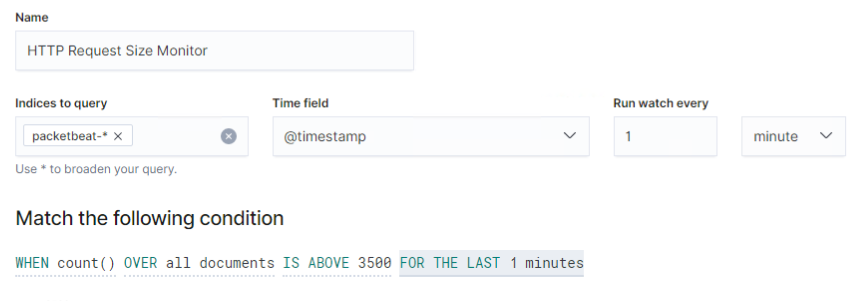 Name
HTTP Request Size Monitor
Indices to query
Time field
Run watch every
packetbeat-* ×
@timestamp
1
minute
Use * to broaden your query.
Match the following condition
WHEN count() OVER all documents IS ABOVE 3500 FOR THE LAST 1 minutes